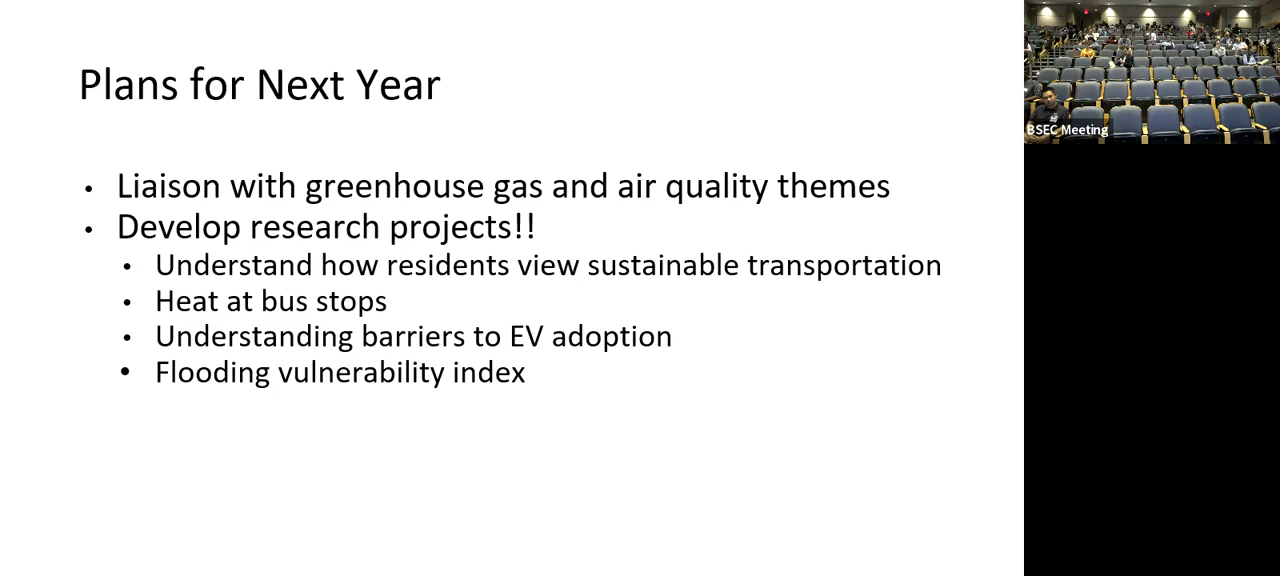 Plans for Next Year
• Liaison with greenhouse gas and air quality themes
• Develop research projects!!
• Understand how residents view sustainable transportation
• Heat at bus stops
• Understanding barriers to EV adoption
• Flooding vulnerability index
BSEC Meeting